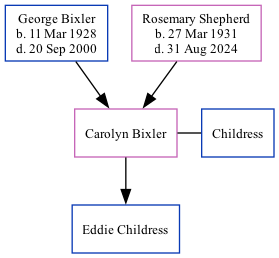 George Bixler
b. 11 Mar 1928
d. 20 Sep 2000
Rosemary Shepherd
b. 27 Mar 1931
d. 31 Aug 2024
Carolyn Bixler
Childress
Eddie Childress